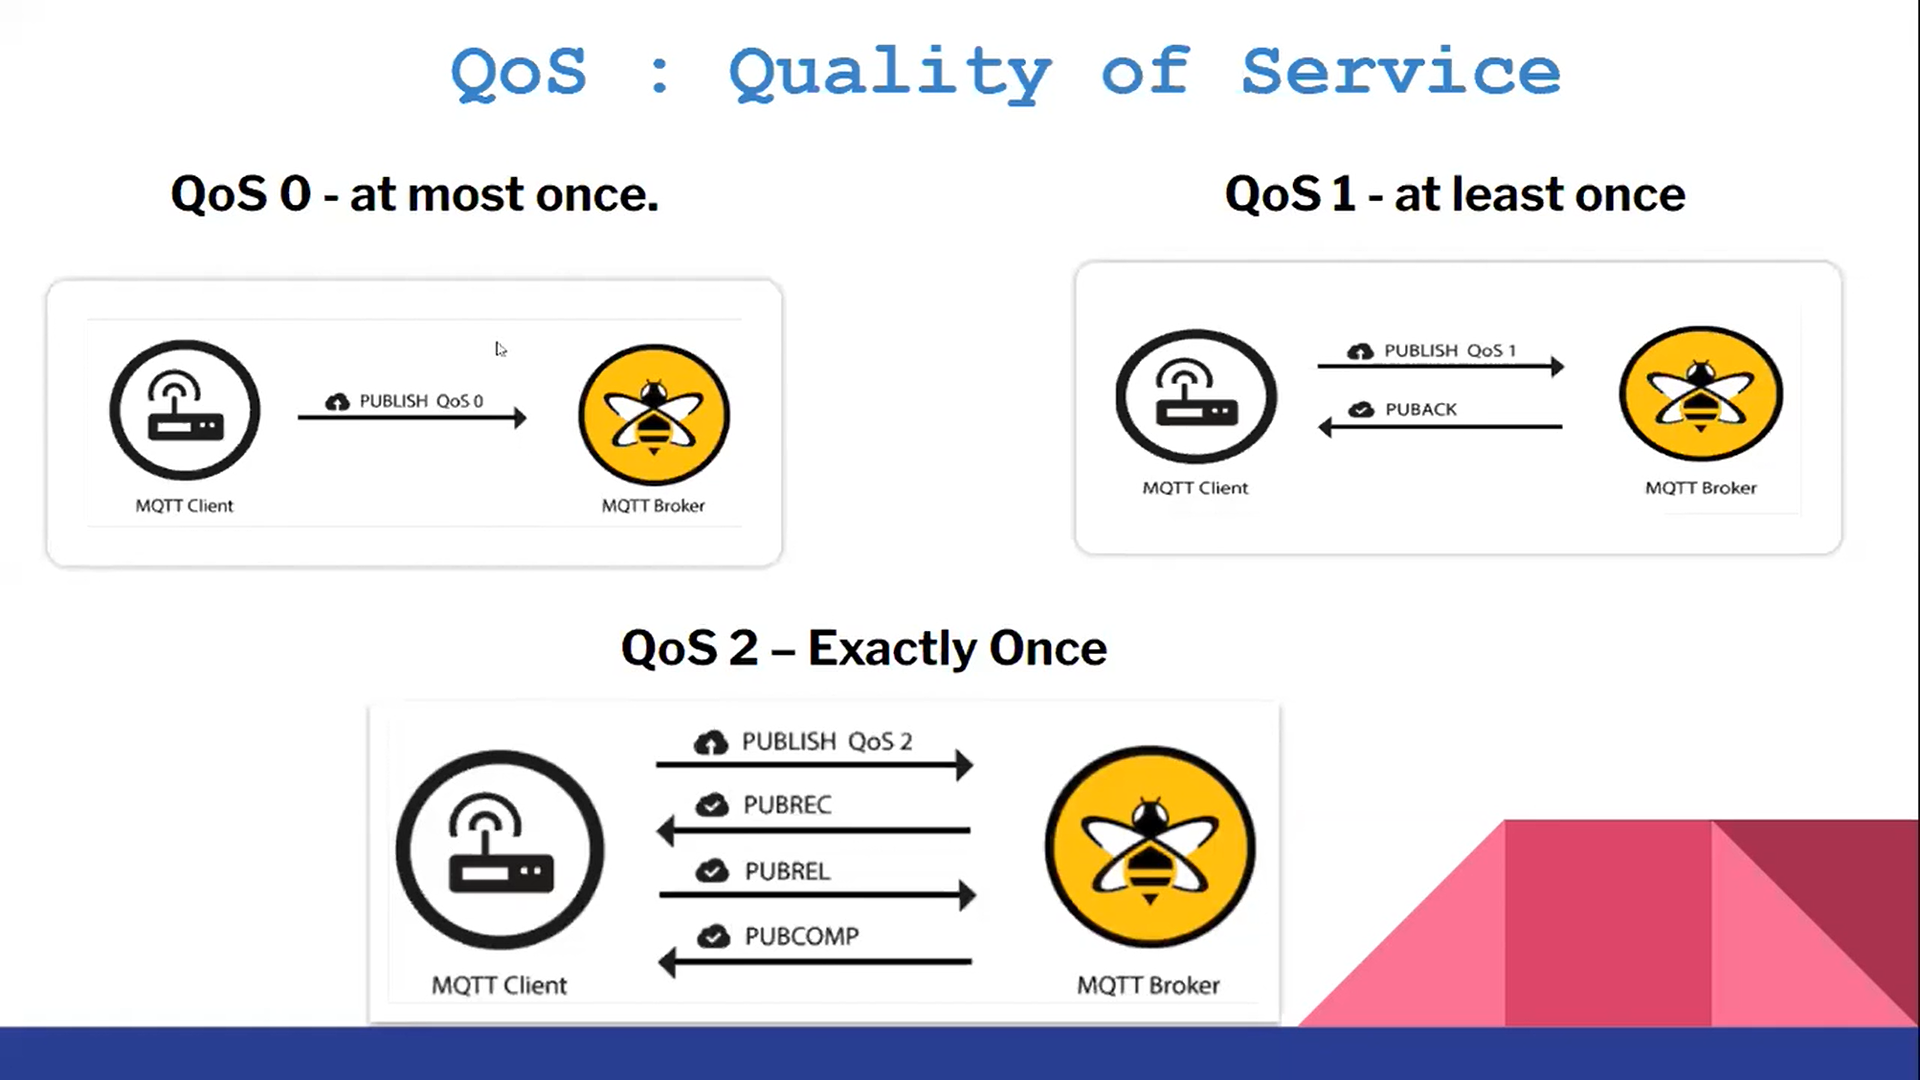 QoS : Quality of Service
QoS 0 - at most once.
PUBLISH QoS 0
MQTT Client
MQTT Broker
QoS 1 - at least once
PUBLISH QoS 1
PUBACK
MQTT Client
MQTT Broker
QoS 2 – Exactly Once
PUBLISH QoS 2
PUBREC
PUBREL
PUBCOMP
MQTT Client
MQTT Broker